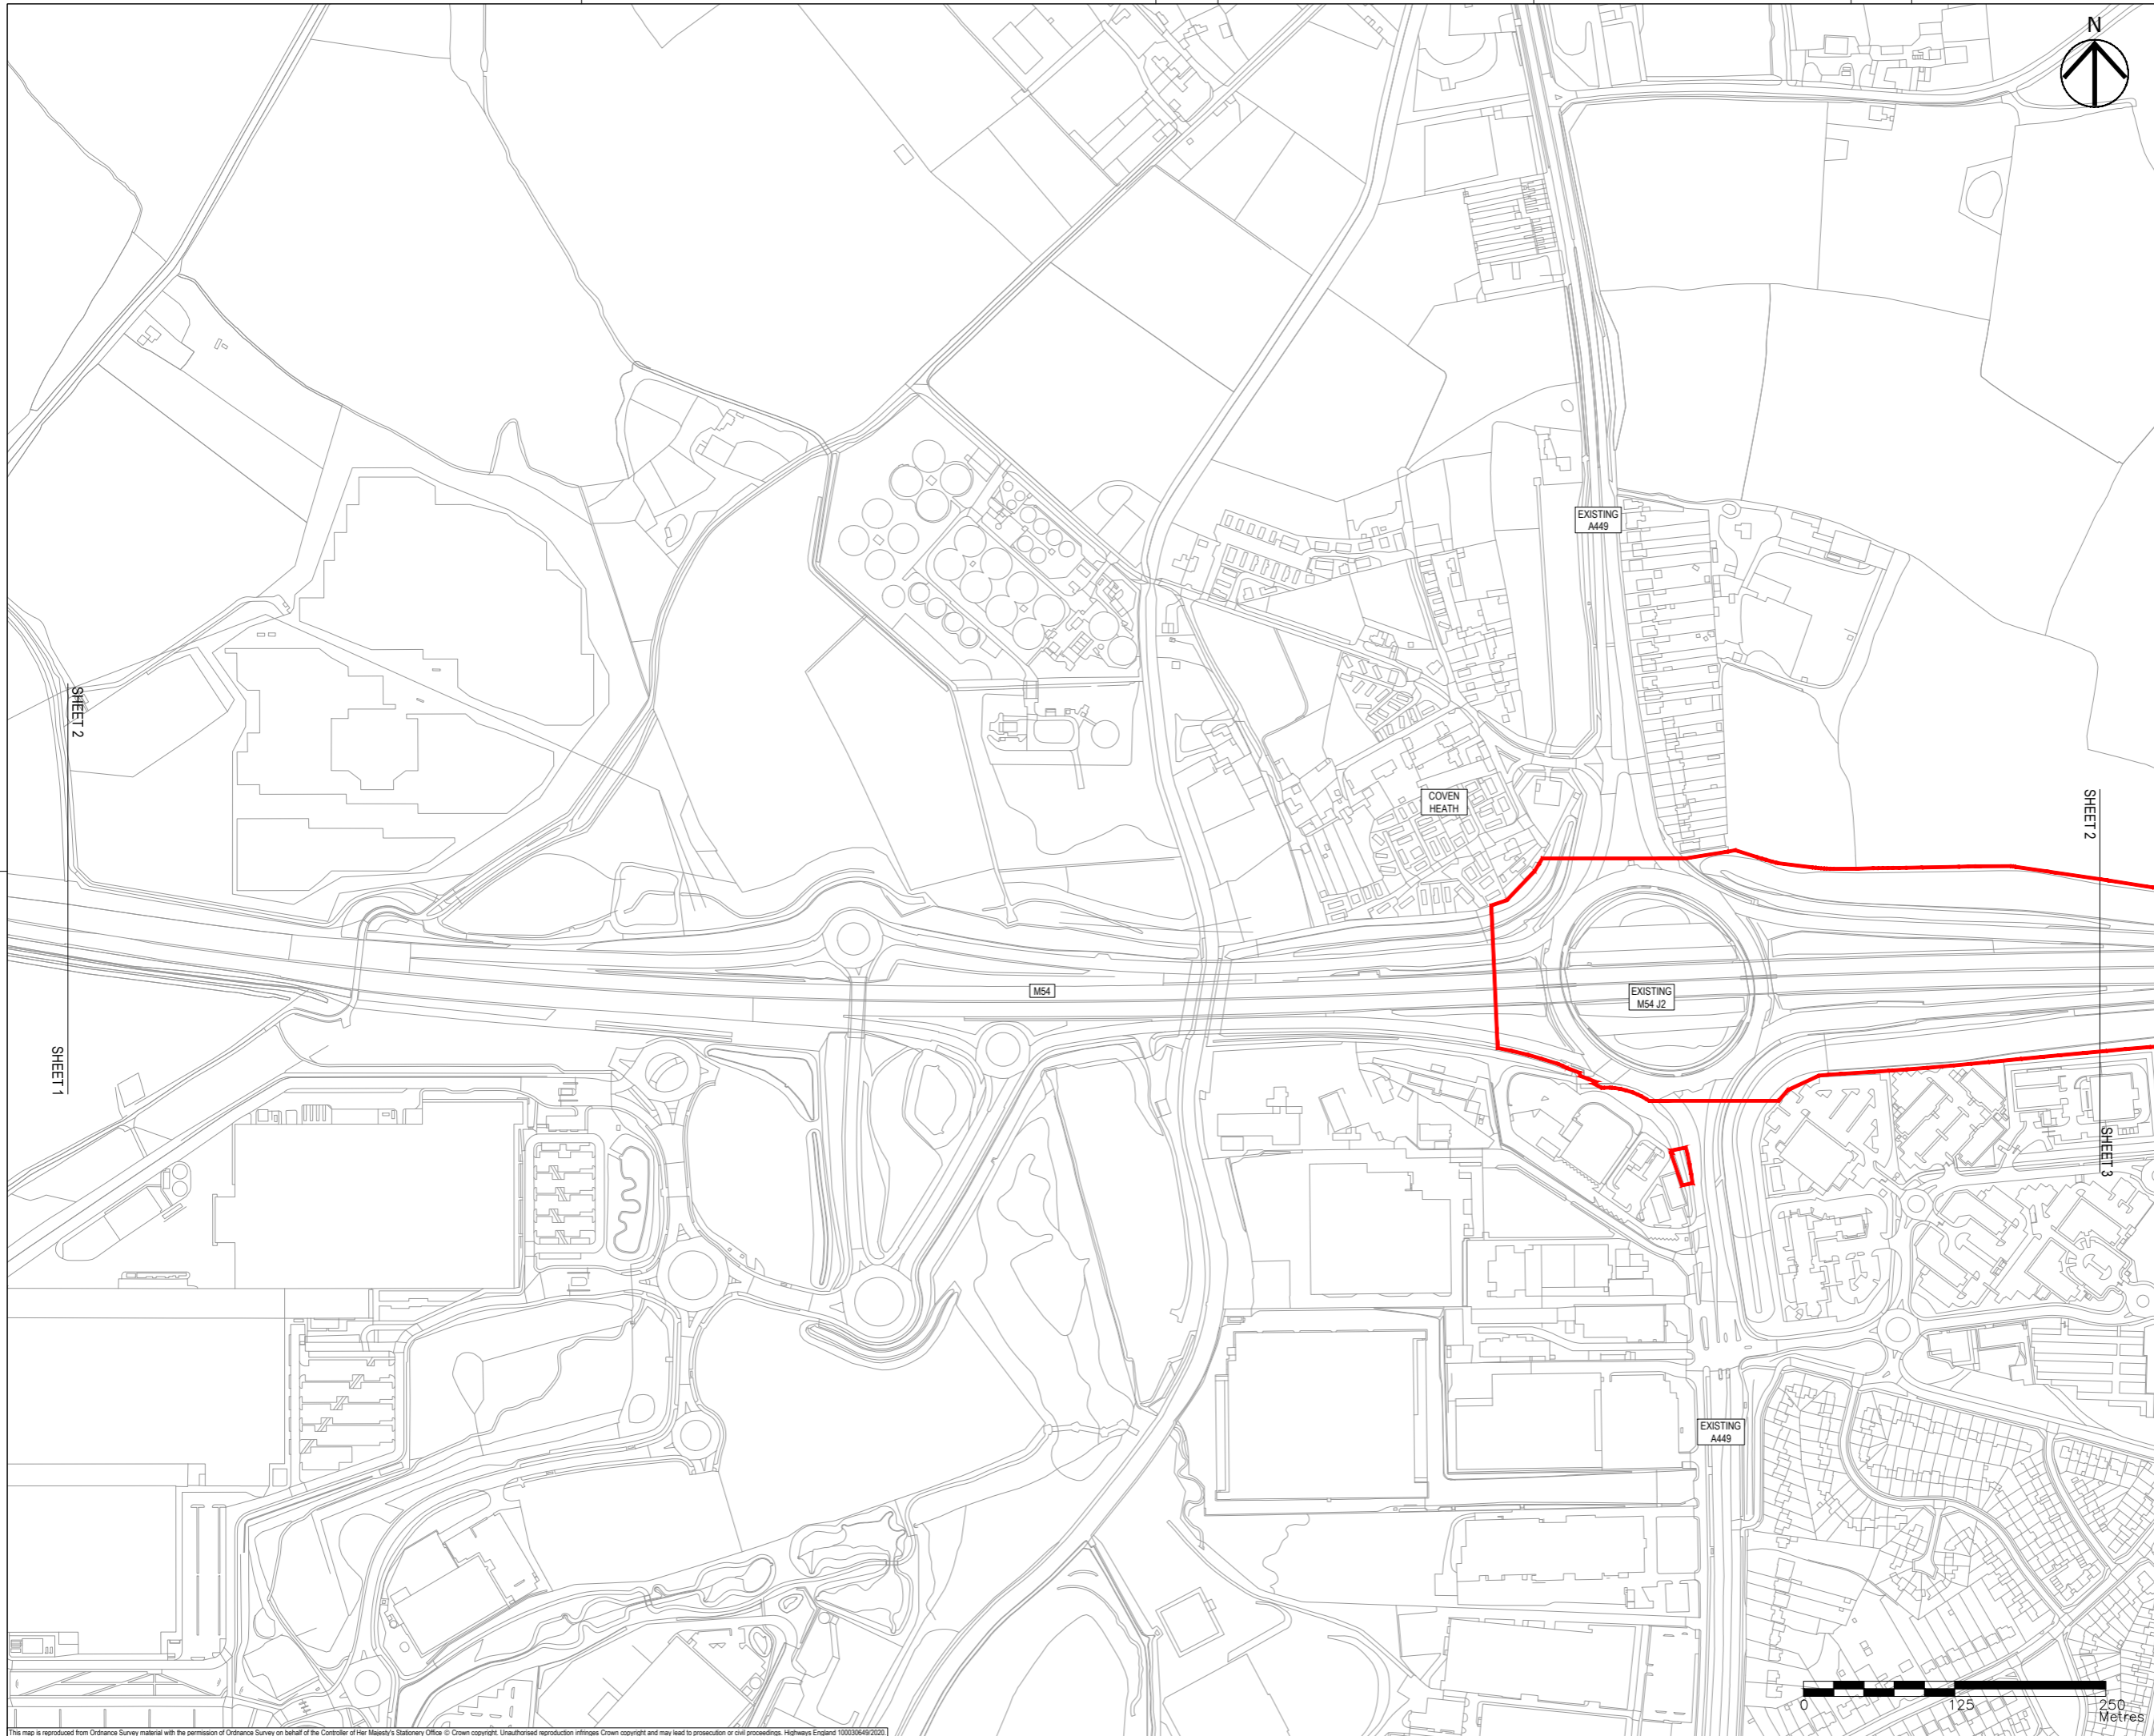 N
EXISTING
A449
SHEET 2
COVEN
HEATH
SHEET 2
M54
EXISTING
M54 J2
SHEET 1
SHEET 3
EXISTING
A449
0
125
250
Metres
This map is reproduced from Ordnance Survey material with the permission of Ordnance Survey on behalf of the Controller of Her Majesty's Stationery Office © Crown copyright. Unauthorised reproduction infringes Crown copyright and may lead to prosecution or civil proceedings. Highways England 100030649/2020.